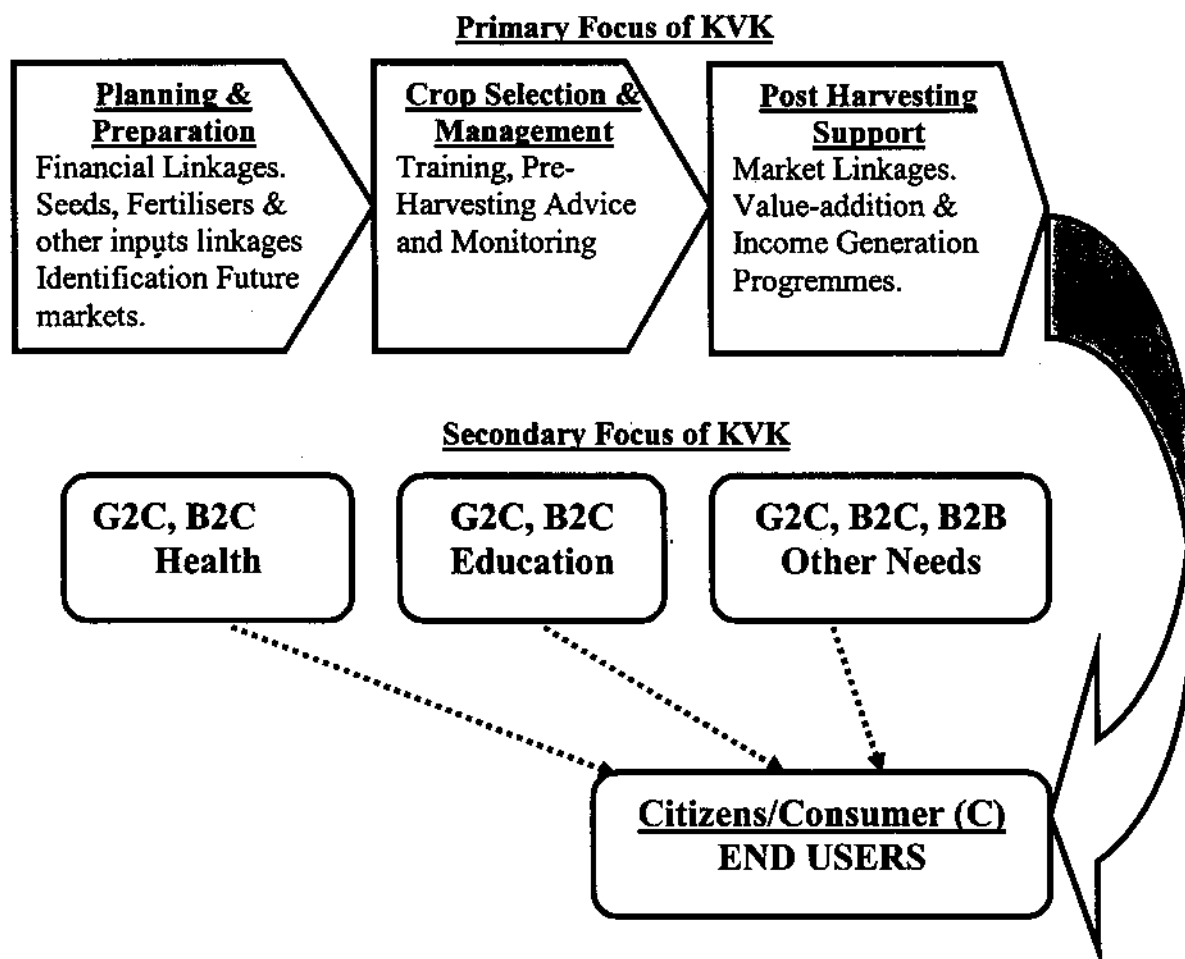 Primary Focus of KVK
Planning &
Preparation
Financial Linkages.
Seeds, Fertilisers &
other inputs linkages
Identification Future
markets.
Crop Selection &
Management
Training, Pre-
Harvesting Advice
and Monitoring
Post Harvesting
Support
Market Linkages.
Value-addition &
Income Generation
Programmes.
Secondary Focus of KVK
G2C, B2C
Health
G2C, B2C
Education
G2C, B2C, B2B
Other Needs
Citizens/Consumer (C)
END USERS